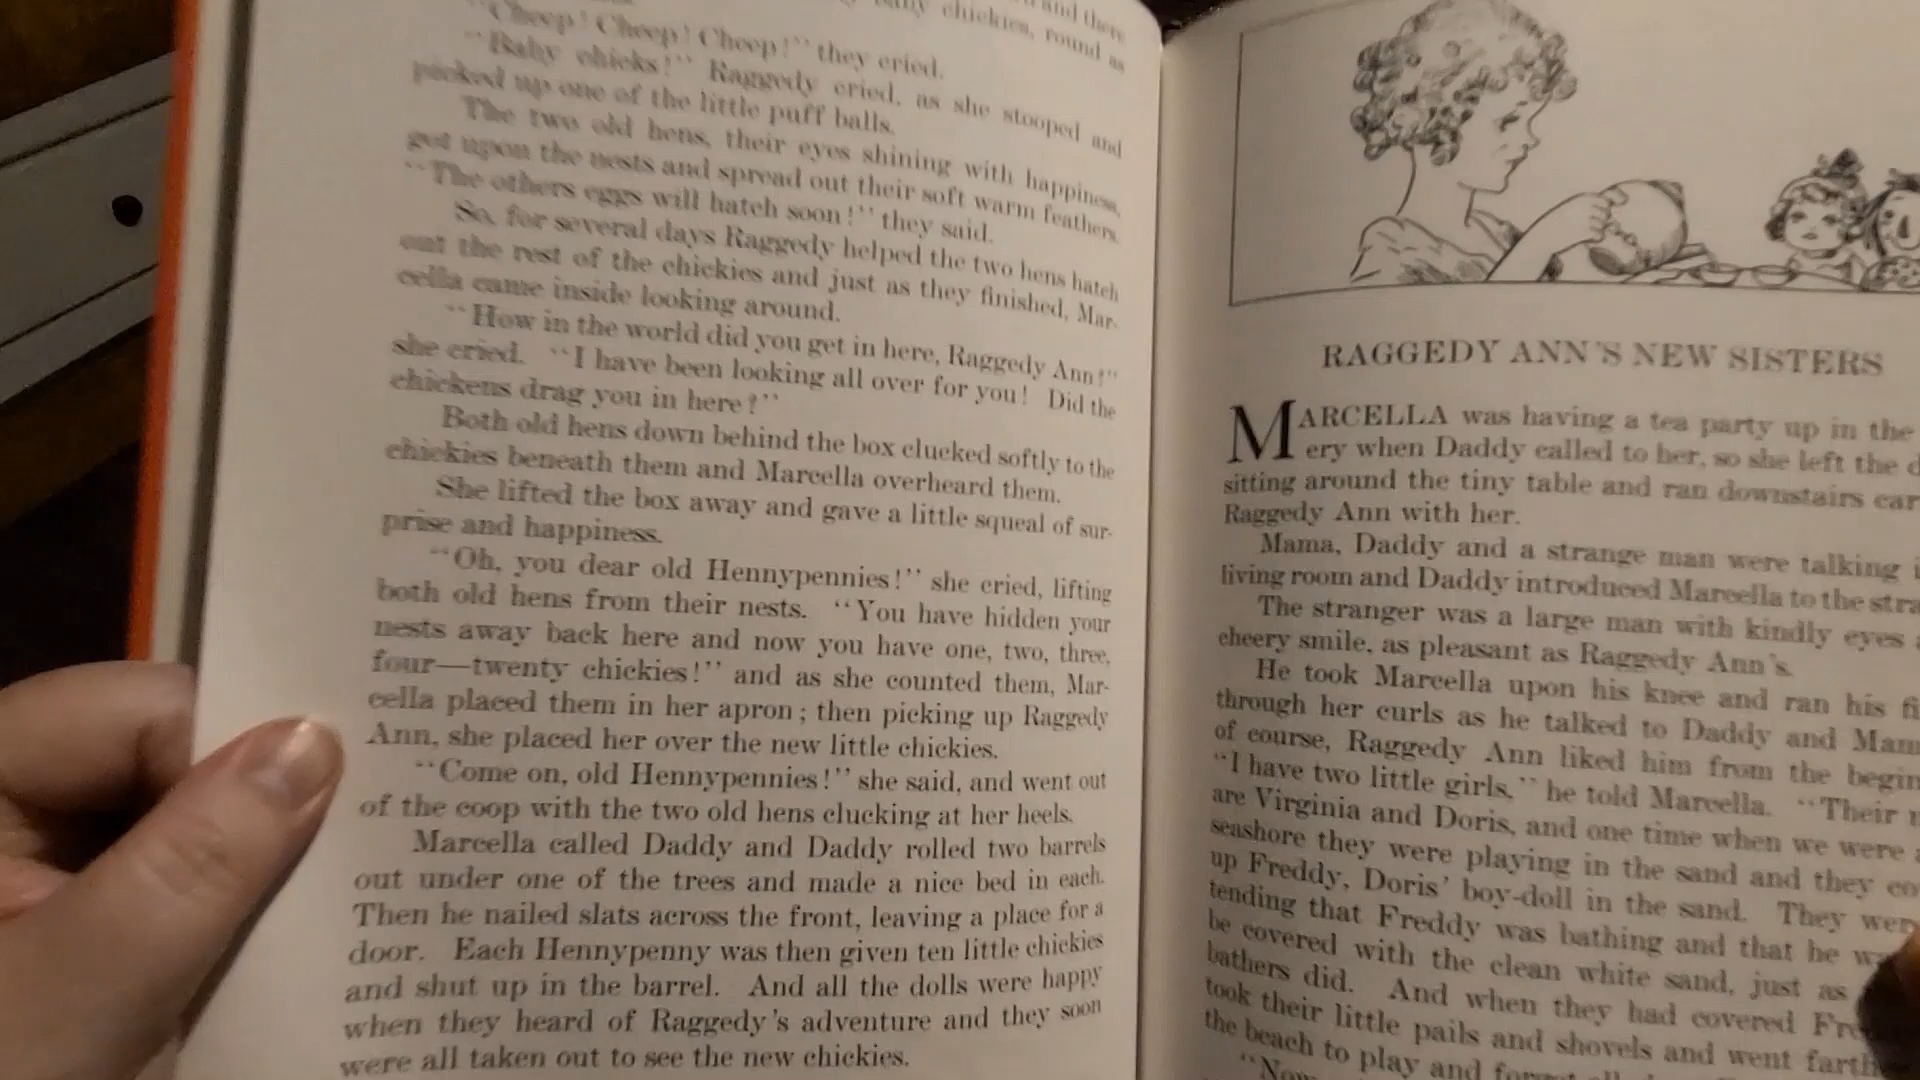 and there
chickies, round as
"Cheep! Cheep! Cheep!" they cried.
"Baby chicks!" Raggedy cried, as she stooped and
picked up one of the little puff balls.
The two old hens, their eyes shining with happiness,
got upon the nests and spread out their soft warm feathers.
"The others eggs will hatch soon!" they said.
So, for several days Raggedy helped the two hens hatch
out the rest of the chickies and just as they finished, Mar-
cella came inside looking around.
"How in the world did you get in here, Raggedy Ann?"
she cried. "I have been looking all over for you! Did the
chickens drag you in here?"
Both old hens down behind the box clucked softly to the
chickies beneath them and Marcella overheard them.
She lifted the box away and gave a little squeal of sur-
prise and happiness.
"Oh, you dear old Hennypennies!" she cried, lifting
both old hens from their nests. "You have hidden your
nests away back here and now you have one, two, three,
four—twenty chickies!" and as she counted them, Mar-
cella placed them in her apron; then picking up Raggedy
Ann, she placed her over the new little chickies.
"Come on, old Hennypennies!" she said, and went out
of the coop with the two old hens clucking at her heels.
Marcella called Daddy and Daddy rolled two barrels
out under one of the trees and made a nice bed in each.
Then he nailed slats across the front, leaving a place for a
door. Each Hennypenny was then given ten little chickies
and shut up in the barrel. And all the dolls were happy
when they heard of Raggedy's adventure and they soon
were all taken out to see the new chickies.
RAGGEDY ANN'S NEW SISTERS
MARCELLA was having a tea party up in the
ery when Daddy called to her, so she left the
sitting around the tiny table and ran downstairs
Raggedy Ann with her.
Mama, Daddy and a strange man were talking
living room and Daddy introduced Marcella to the
The stranger was a large man with kindly eyes
cheery smile, as pleasant as Raggedy Ann's.
He took Marcella upon his knee and ran his
through her curls as he talked to Daddy and
of course, Raggedy Ann liked him from the
"I have two little girls," he told Marcella. "Their
are Virginia and Doris, and one time when we were
seashore they were playing in the sand and they
up Freddy, Doris' boy-doll in the sand. They
tending that Freddy was bathing and that he
be covered with the clean white sand, just as
bathers did. And when they had covered
took their little pails and shovels and went
the beach to play and